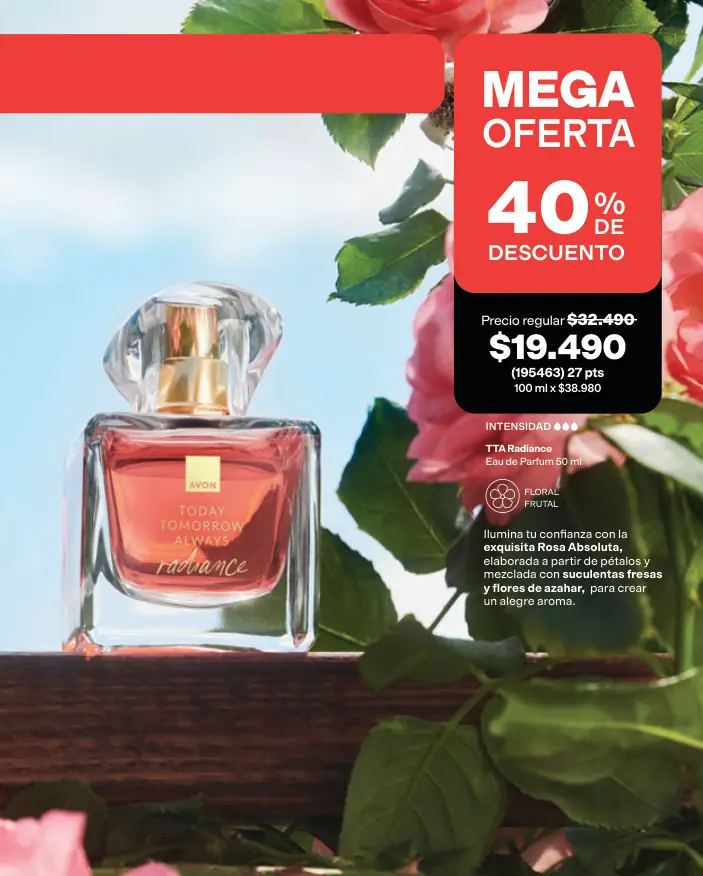 MEGA
OFERTA
40%
DE
DESCUENTO
Precio regular $32.490
$19.490
(195463) 27 pts
100 ml x $38.980
INTENSIDAD
TTA Radiance
Eau de Parfum 50 ml
FLORAL
FRUTAL
Ilumina tu confianza con la
exquisita Rosa Absoluta,
elaborada a partir de pétalos y
mezclada con suculentas fresas
y flores de azahar, para crear
un alegre aroma.
AVON
TODAY
TOMORROW
ALWAYS
radiance